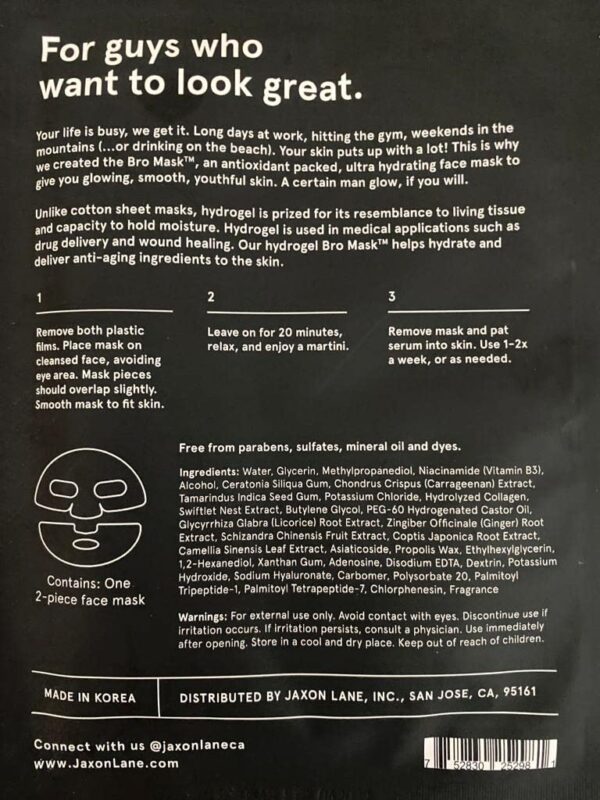 For guys who
want to look great.
Your life is busy, we get it. Long days at work, hitting the gym, weekends in the
mountains (...or drinking on the beach). Your skin puts up with a lot! This is why
we created the Bro Mask™, an antioxidant packed, ultra hydrating face mask to
give you glowing, smooth, youthful skin. A certain man glow, if you will.
Unlike cotton sheet masks, hydrogel is prized for its resemblance to living tissue
and capacity to hold moisture. Hydrogel is used in medical applications such as
drug delivery and wound healing. Our hydrogel Bro Mask™ helps hydrate and
deliver anti-aging ingredients to the skin.
1
Remove both plastic
films. Place mask on
cleansed face, avoiding
eye area. Mask pieces
should overlap slightly.
Smooth mask to fit skin.
2
Leave on for 20 minutes,
relax, and enjoy a martini.
3
Remove mask and pat
serum into skin. Use 1-2x
a week, or as needed.
Contains: One
2-piece face mask
Free from parabens, sulfates, mineral oil and dyes.
Ingredients: Water, Glycerin, Methylpropanediol, Niacinamide (Vitamin B3),
Alcohol, Ceratonia Siliqua Gum, Chondrus Crispus (Carrageenan) Extract,
Tamarindus Indica Seed Gum, Potassium Chloride, Hydrolyzed Collagen,
Swiftlet Nest Extract, Butylene Glycol, PEG-60 Hydrogenated Castor Oil,
Glycyrrhiza Glabra (Licorice) Root Extract, Zingiber Officinale (Ginger) Root
Extract, Schizandra Chinensis Fruit Extract, Coptis Japonica Root Extract,
Camellia Sinensis Leaf Extract, Asiaticoside, Propolis Wax, Ethylhexylglycerin,
1,2-Hexanediol, Xanthan Gum, Adenosine, Disodium EDTA, Dextrin, Potassium
Hydroxide, Sodium Hyaluronate, Carbomer, Polysorbate 20, Palmitoyl
Tripeptide-1, Palmitoyl Tetrapeptide-7, Chlorphenesin, Fragrance
Warnings: For external use only. Avoid contact with eyes. Discontinue use if
irritation occurs. If irritation persists, consult a physician. Use immediately
after opening. Store in a cool and dry place. Keep out of reach of children.
MADE IN KOREA
DISTRIBUTED BY JAXON LANE, INC., SAN JOSE, CA, 95161
Connect with us @jaxonlaneca
www.JaxonLane.com
7 52830 25298 1